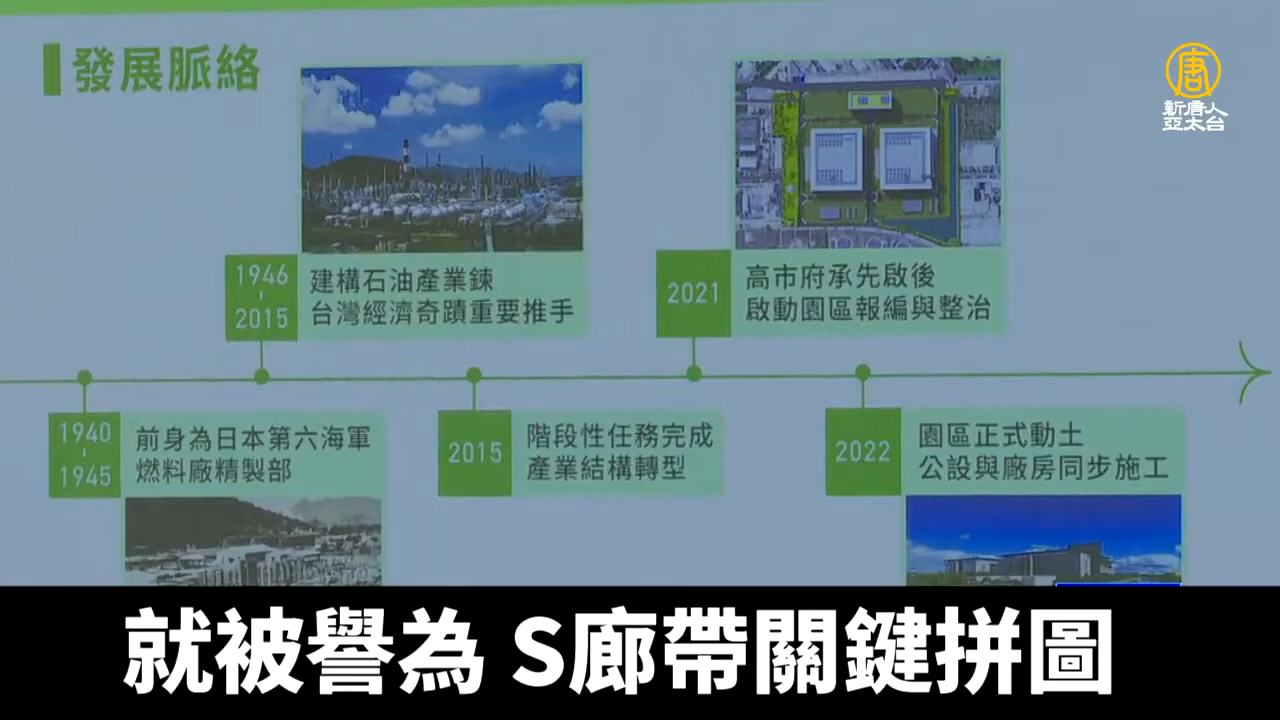 發展脈絡
唐
新唐人
亞太台
1946
-
2015
建構石油產業鍊
台灣經濟奇蹟重要推手
2021
高市府承先啟後
啟動園區報編與整治
1940
-
1945
前身為日本第六海軍
燃料廠精製部
2015
階段性任務完成
產業結構轉型
2022
園區正式動土
公設與廠房同步施工
就被譽為 S廊帶關鍵拼圖